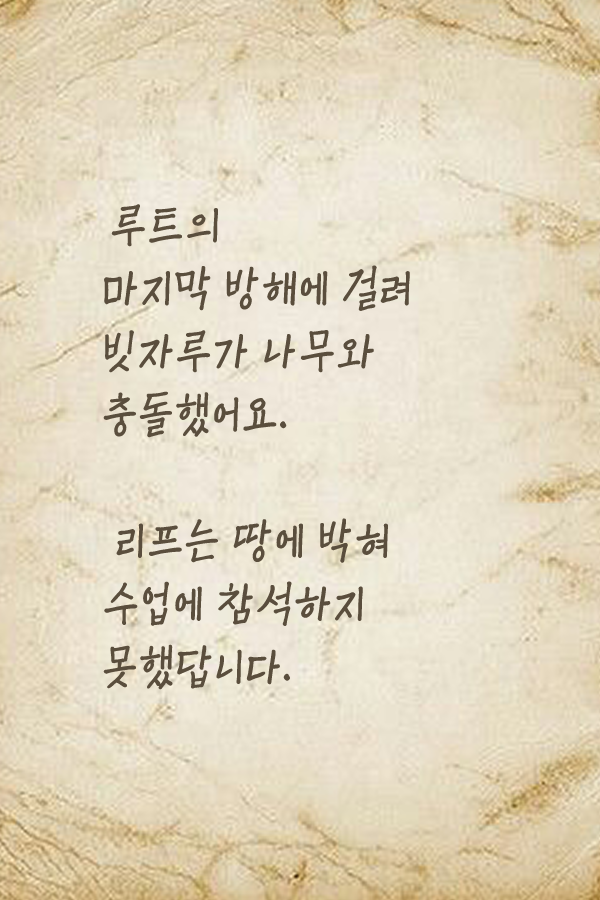 루트의
마지막 방해에 걸려
빗자루가 나무와
충돌했어요.
리프는 땅에 박혀
수업에 참석하지
못했답니다.